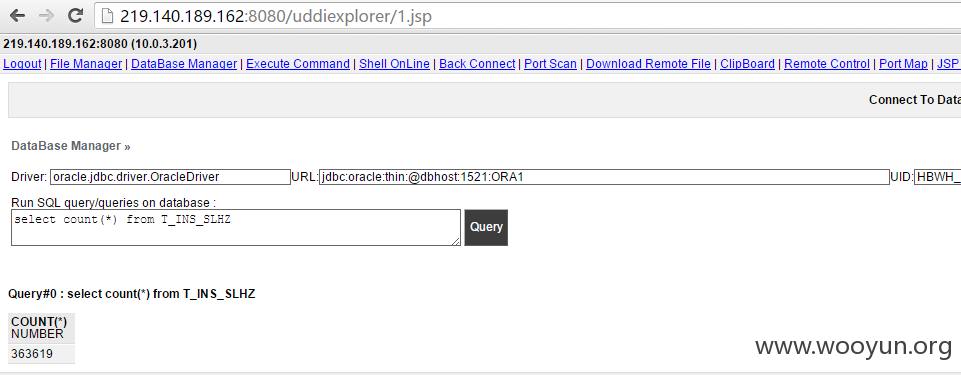 219.140.189.162:8080/uddiexplorer/1.jsp
219.140.189.162:8080 (10.0.3.201)
Logout | File Manager | DataBase Manager | Execute Command | Shell OnLine | Back Connect | Port Scan | Download Remote File | ClipBoard | Remote Control | Port Map | JSP
Connect To Data
DataBase Manager »
Driver: oracle.jdbc.driver.OracleDriver URL: jdbc:oracle:thin:@dbhost:1521:ORA1 UID: HBWH_
Run SQL query/queries on database :
select count(*) from T_INS_SLHZ
Query
Query#0 : select count(*) from T_INS_SLHZ
COUNT(*)
NUMBER
363619
www.wooyun.org